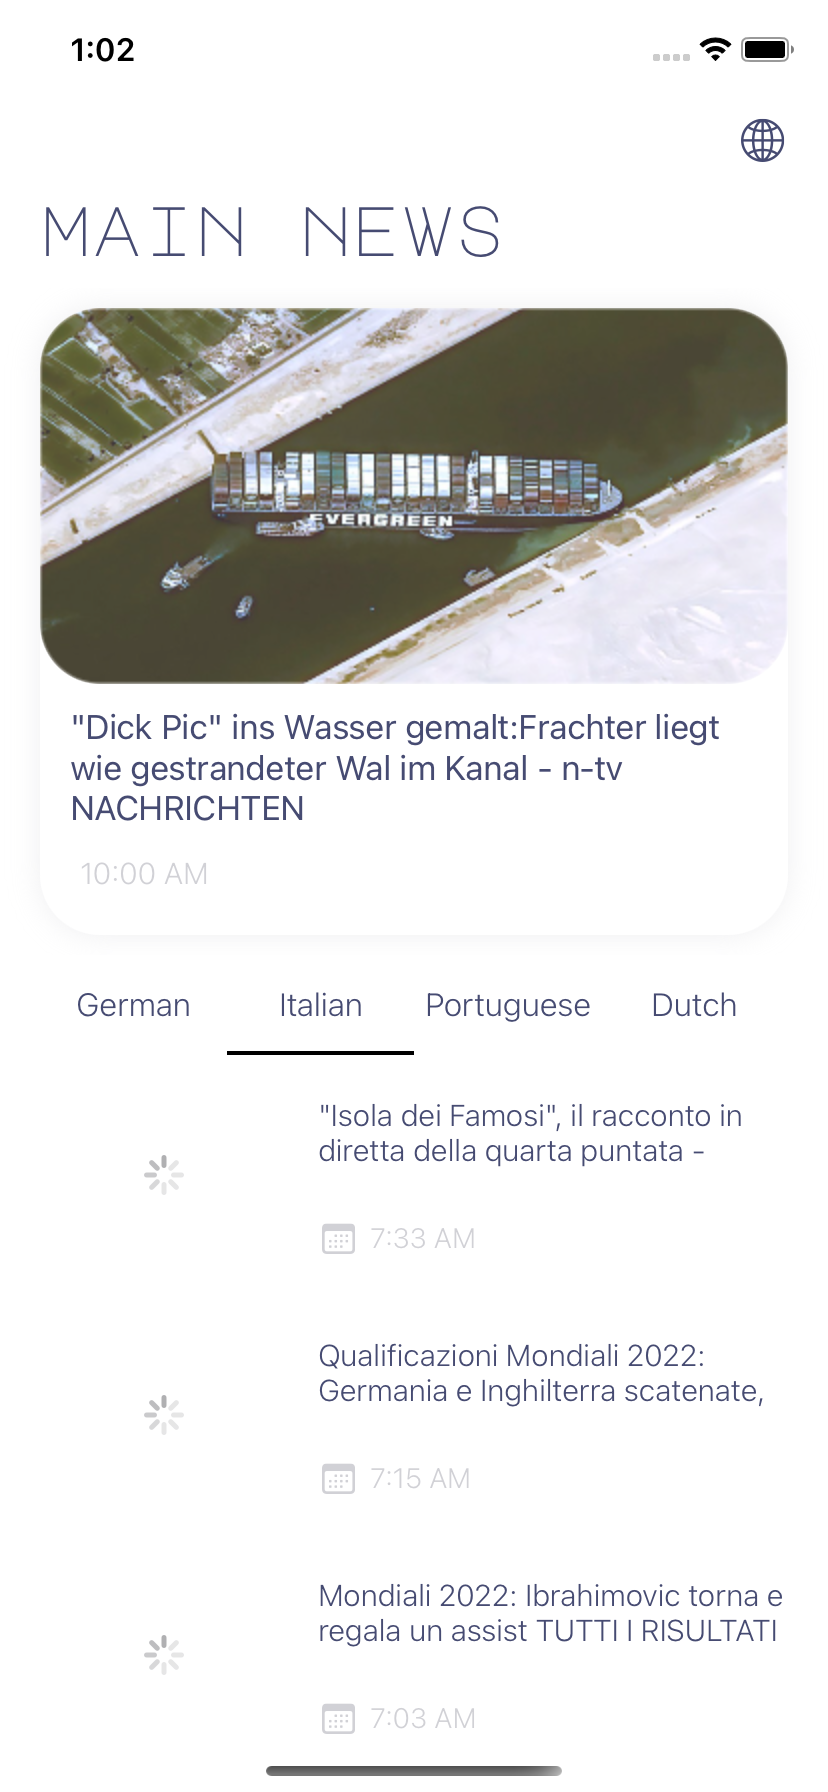 1:02
MAIN NEWS
EVERGREEN
"Dick Pic" ins Wasser gemalt:Frachter liegt
wie gestrandeter Wal im Kanal - n-tv
NACHRICHTEN
10:00 AM
German Italian Portuguese Dutch
"Isola dei Famosi", il racconto in
diretta della quarta puntata -
7:33 AM
Qualificazioni Mondiali 2022:
Germania e Inghilterra scatenate,
7:15 AM
Mondiali 2022: Ibrahimovic torna e
regala un assist TUTTI I RISULTATI
7:03 AM